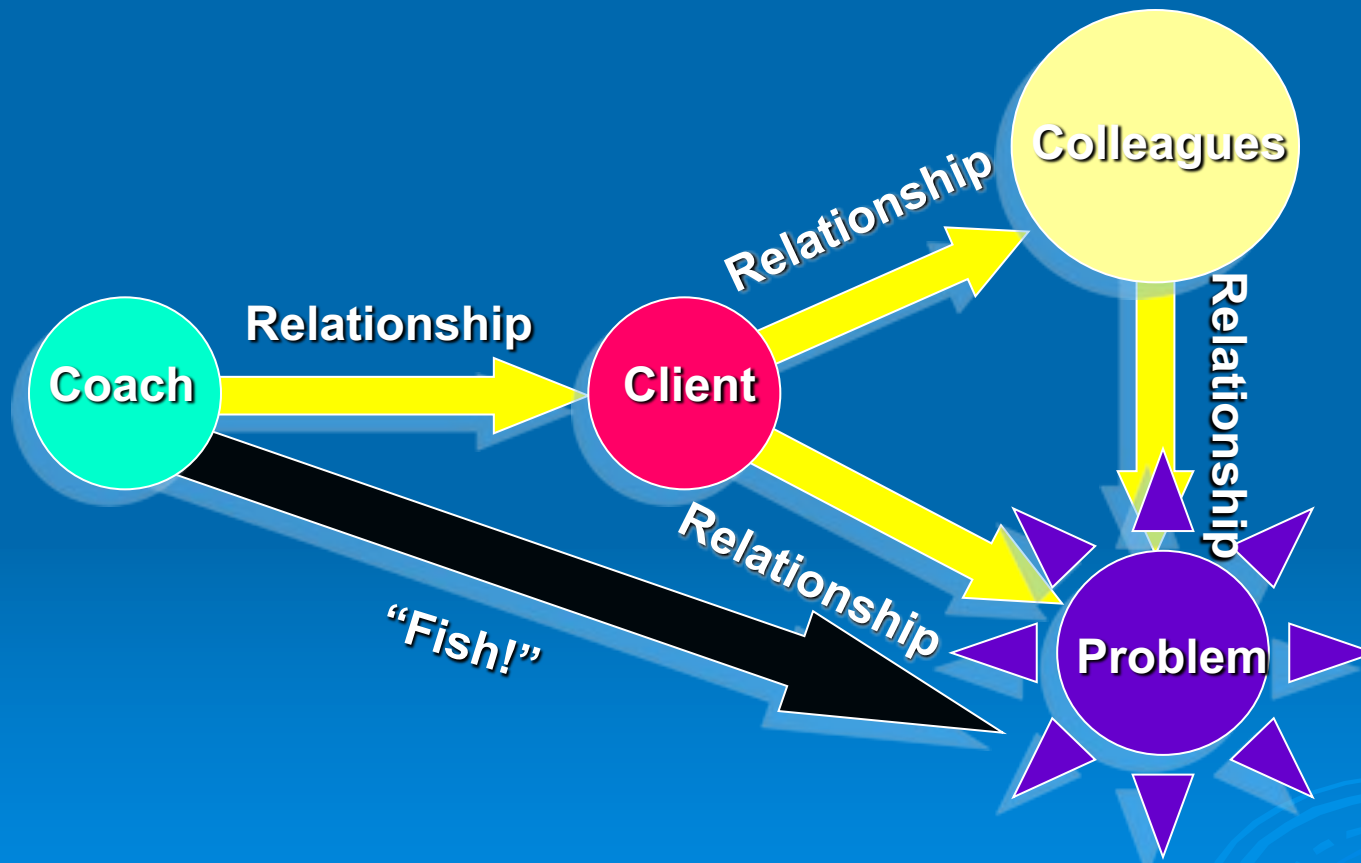 Colleagues
Relationship
Relationship
Relationship
Coach
Client
Relationship
"Fish!"
Problem